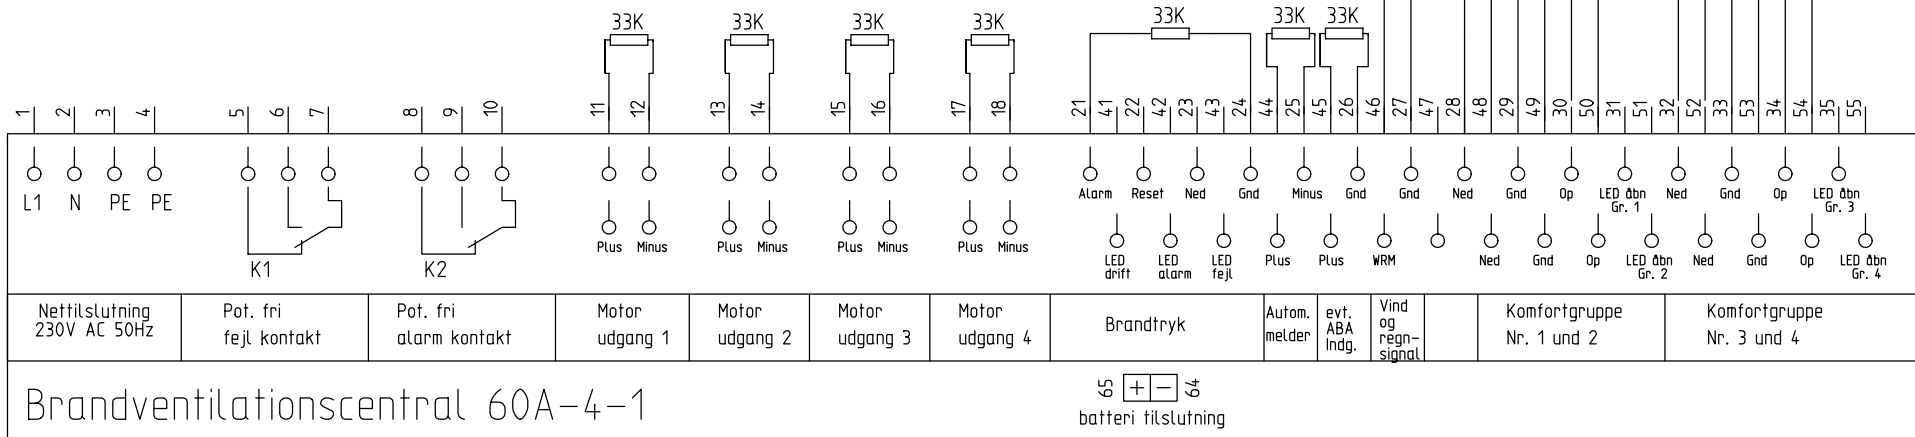 33K 33K 33K 33K 33K 33K 33K
1 2 3 4 5 6 7 8 9 10 11 12 13 14 15 16 17 18 21 41 22 42 23 43 24 44 25 45 26 46 27 47 28 48 29 49 30 50 31 51 32 52 33 53 34 54 35 55
L1 N PE PE
Alarm Reset Ned Gnd Minus Gnd Gnd Ned Gnd Op LED åbn Ned Gnd Op LED åbn
Gr. 1 Gr. 3
Plus Minus Plus Minus Plus Minus Plus Minus
K1 K2
LED LED LED Plus Plus WRM Ned Gnd Op LED åbn Ned Gnd Op LED åbn
drift alarm fejl Gr. 2 Gr. 4
Nettilslutning
230V AC 50Hz
Pot. fri
fejl kontakt
Pot. fri
alarm kontakt
Motor
udgang 1
Motor
udgang 2
Motor
udgang 3
Motor
udgang 4
Brandtryk
Autom.
melder
evt.
ABA
Indg.
Vind
og
regn-
signal
Komfortgruppe
Nr. 1 und 2
Komfortgruppe
Nr. 3 und 4
Brandventilationscentral 60A-4-1
65 + - 64
batteri tilslutning